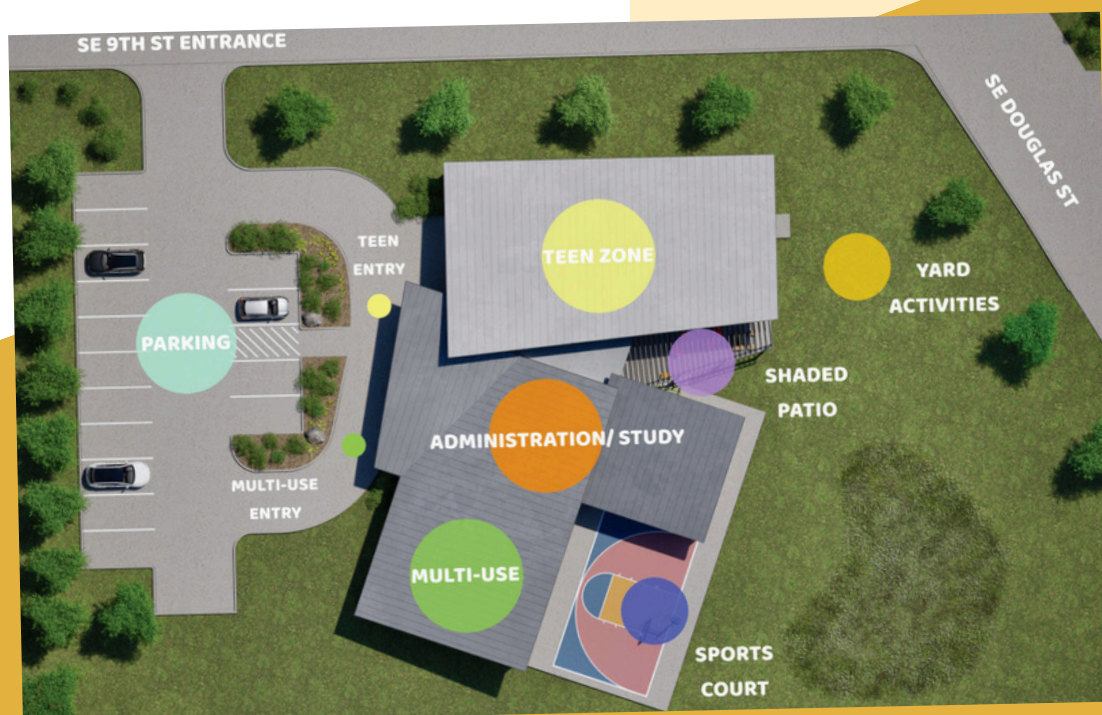 SE 9TH ST ENTRANCE
SE DOUGLAS ST
TEEN
ENTRY
TEEN ZONE
YARD
ACTIVITIES
PARKING
SHADED
PATIO
ADMINISTRATION/ STUDY
MULTI-USE
ENTRY
MULTI-USE
SPORTS
COURT